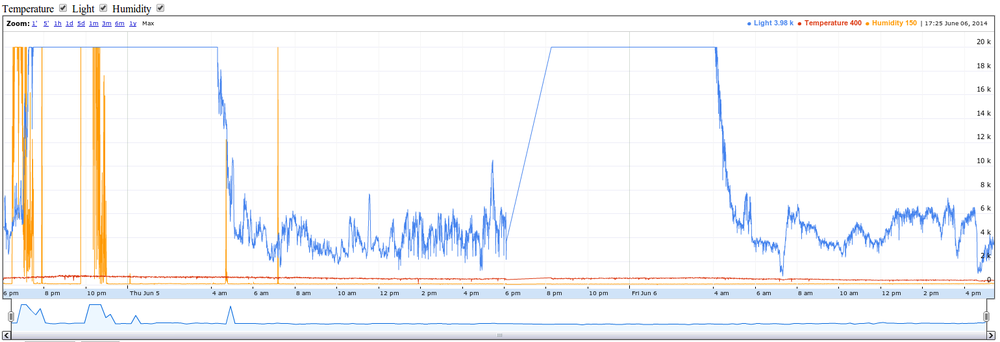 Temperature Light Humidity
Zoom: 1' 5' 1h 1d 5d 1m 3m 6m 1y Max
Light 3.98 k Temperature 400 Humidity 150 | 17:25 June 06, 2014
20 k
18 k
16 k
14 k
12 k
10 k
8 k
6 k
4 k
2 k
0
6 pm 8 pm 10 pm Thu Jun 5 4 am 6 am 8 am 10 am 12 pm 2 pm 4 pm 6 pm 8 pm 10 pm Fri Jun 6 4 am 6 am 8 am 10 am 12 pm 2 pm 4 pm